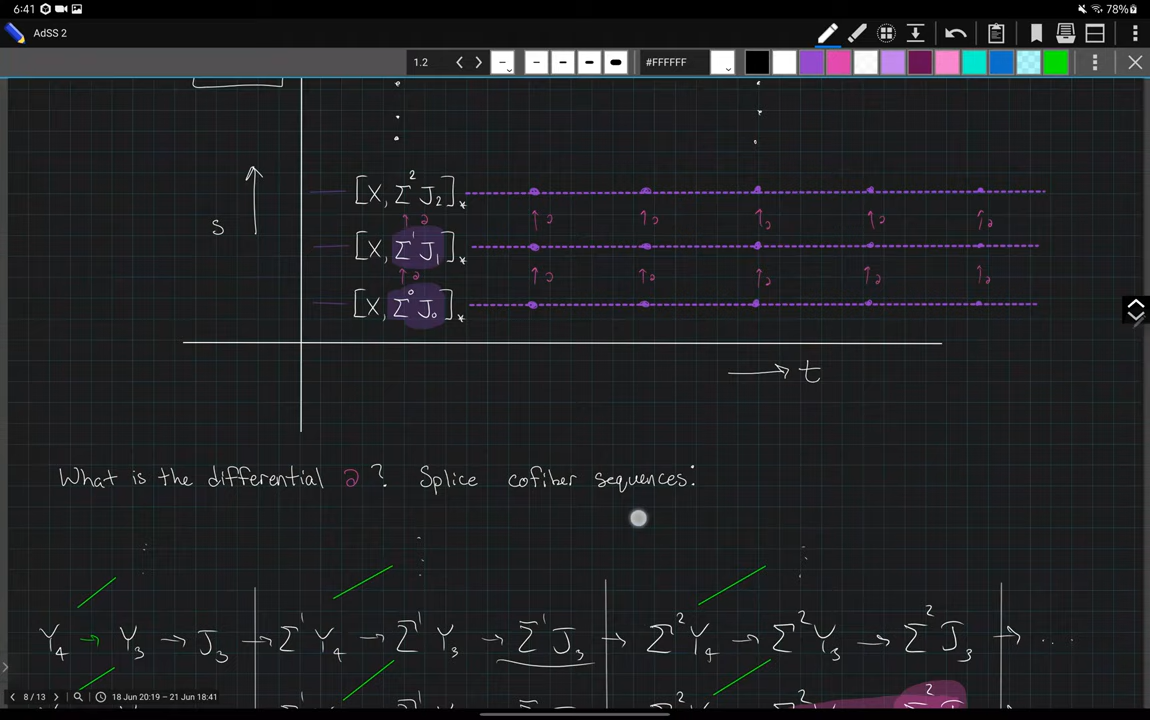 6:41 78%
AdSS 2
1.2 #FFFFFF
[X, Σ²J₂]_* 
↑∂ ↑∂ ↑∂ ↑∂ ↑∂ ↑∂
s [X, Σ¹J₁]_*
↑∂ ↑∂ ↑∂ ↑∂ ↑∂ ↑∂
[X, Σ⁰J₀]_*
→ t
What is the differential ∂? Splice cofiber sequences:
Y₄ → Y₃ → J₃ → Σ¹Y₄ → Σ¹Y₃ → Σ¹J₃ → Σ²Y₄ → Σ²Y₃ → Σ²J₃ → ...
8 / 13 18 Jun 20:19 – 21 Jun 18:41